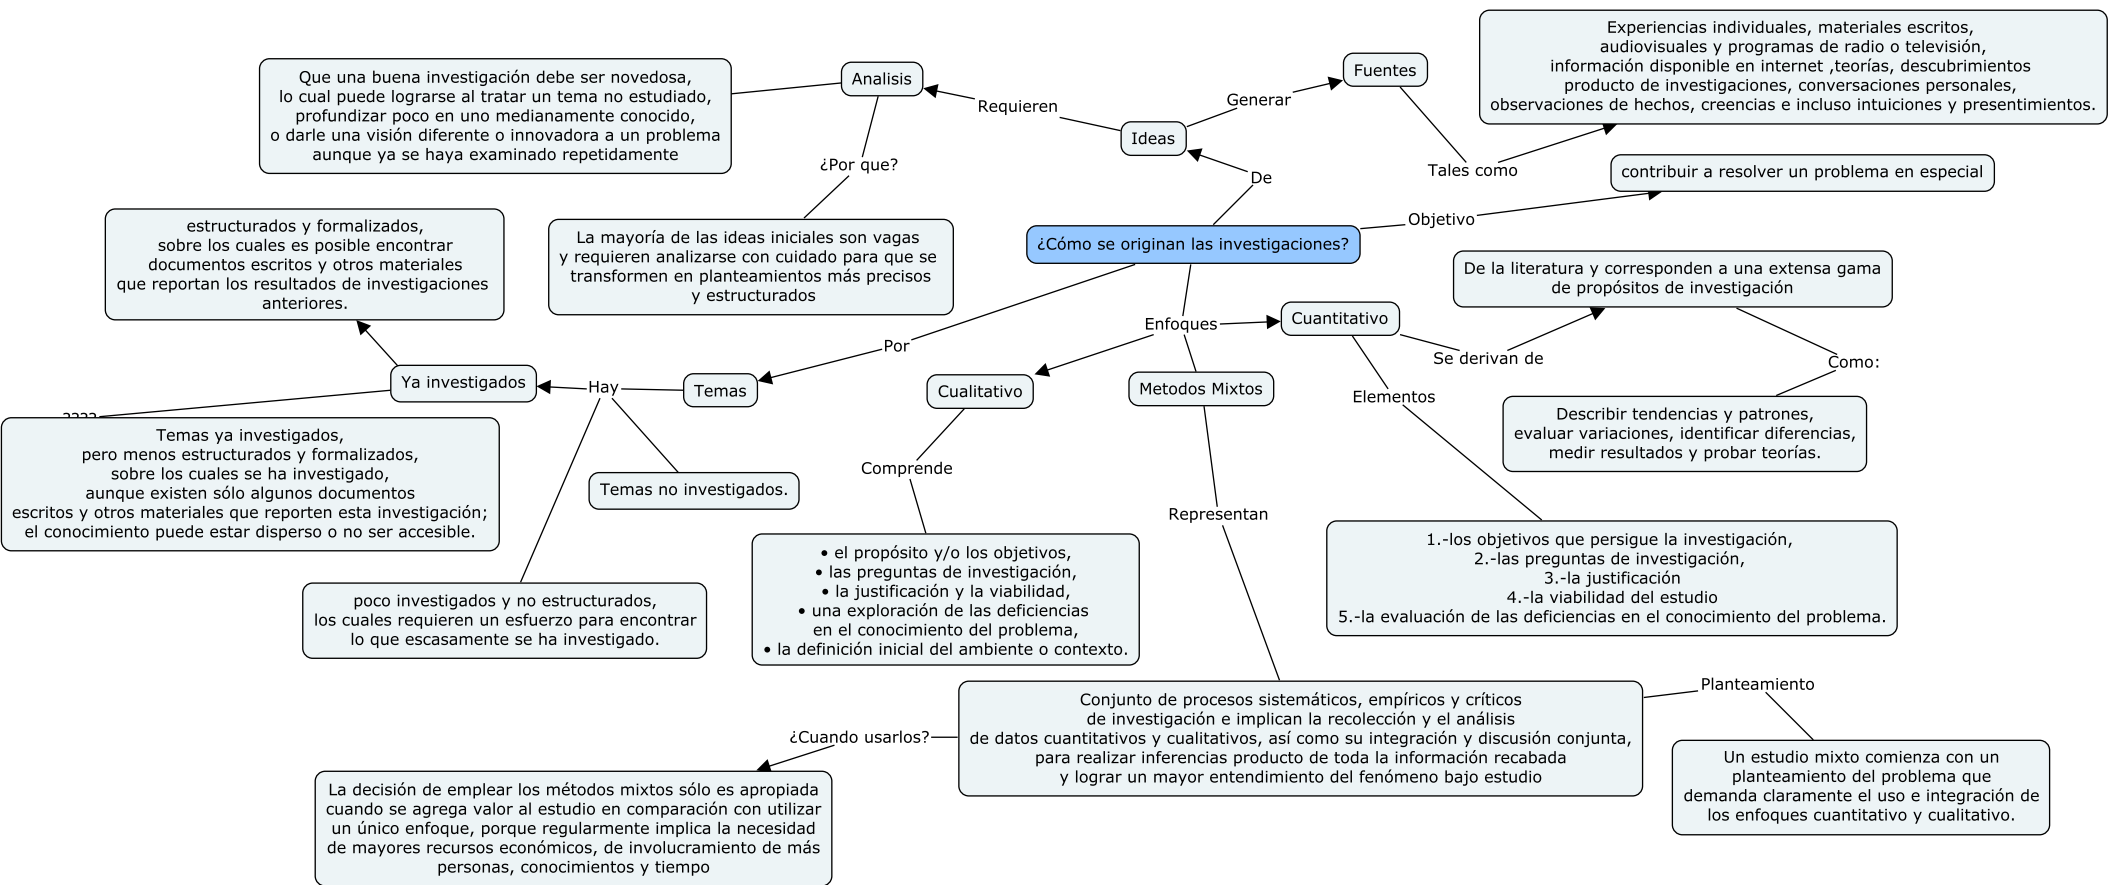 Experiencias individuales, materiales escritos,
audiovisuales y programas de radio o televisión,
información disponible en internet ,teorías, descubrimientos
producto de investigaciones, conversaciones personales,
observaciones de hechos, creencias e incluso intuiciones y presentimientos.
Fuentes
Generar
Tales como
Analisis
Requieren
Ideas
De
Que una buena investigación debe ser novedosa,
lo cual puede lograrse al tratar un tema no estudiado,
profundizar poco en uno medianamente conocido,
o darle una visión diferente o innovadora a un problema
aunque ya se haya examinado repetidamente
¿Por que?
La mayoría de las ideas iniciales son vagas
y requieren analizarse con cuidado para que se
transformen en planteamientos más precisos
y estructurados
¿Cómo se originan las investigaciones?
Objetivo
contribuir a resolver un problema en especial
estructurados y formalizados,
sobre los cuales es posible encontrar
documentos escritos y otros materiales
que reportan los resultados de investigaciones
anteriores.
Por
Temas
Hay
Ya investigados
????
Temas ya investigados,
pero menos estructurados y formalizados,
sobre los cuales se ha investigado,
aunque existen sólo algunos documentos
escritos y otros materiales que reporten esta investigación;
el conocimiento puede estar disperso o no ser accesible.
Temas no investigados.
poco investigados y no estructurados,
los cuales requieren un esfuerzo para encontrar
lo que escasamente se ha investigado.
Enfoques
Cualitativo
Comprende
• el propósito y/o los objetivos,
• las preguntas de investigación,
• la justificación y la viabilidad,
• una exploración de las deficiencias
en el conocimiento del problema,
• la definición inicial del ambiente o contexto.
Metodos Mixtos
Representan
Cuantitativo
Se derivan de
De la literatura y corresponden a una extensa gama
de propósitos de investigación
Como:
Describir tendencias y patrones,
evaluar variaciones, identificar diferencias,
medir resultados y probar teorías.
Elementos
1.-los objetivos que persigue la investigación,
2.-las preguntas de investigación,
3.-la justificación
4.-la viabilidad del estudio
5.-la evaluación de las deficiencias en el conocimiento del problema.
Conjunto de procesos sistemáticos, empíricos y críticos
de investigación e implican la recolección y el análisis
de datos cuantitativos y cualitativos, así como su integración y discusión conjunta,
para realizar inferencias producto de toda la información recabada
y lograr un mayor entendimiento del fenómeno bajo estudio
Planteamiento
Un estudio mixto comienza con un
planteamiento del problema que
demanda claramente el uso e integración de
los enfoques cuantitativo y cualitativo.
¿Cuando usarlos?
La decisión de emplear los métodos mixtos sólo es apropiada
cuando se agrega valor al estudio en comparación con utilizar
un único enfoque, porque regularmente implica la necesidad
de mayores recursos económicos, de involucramiento de más
personas, conocimientos y tiempo